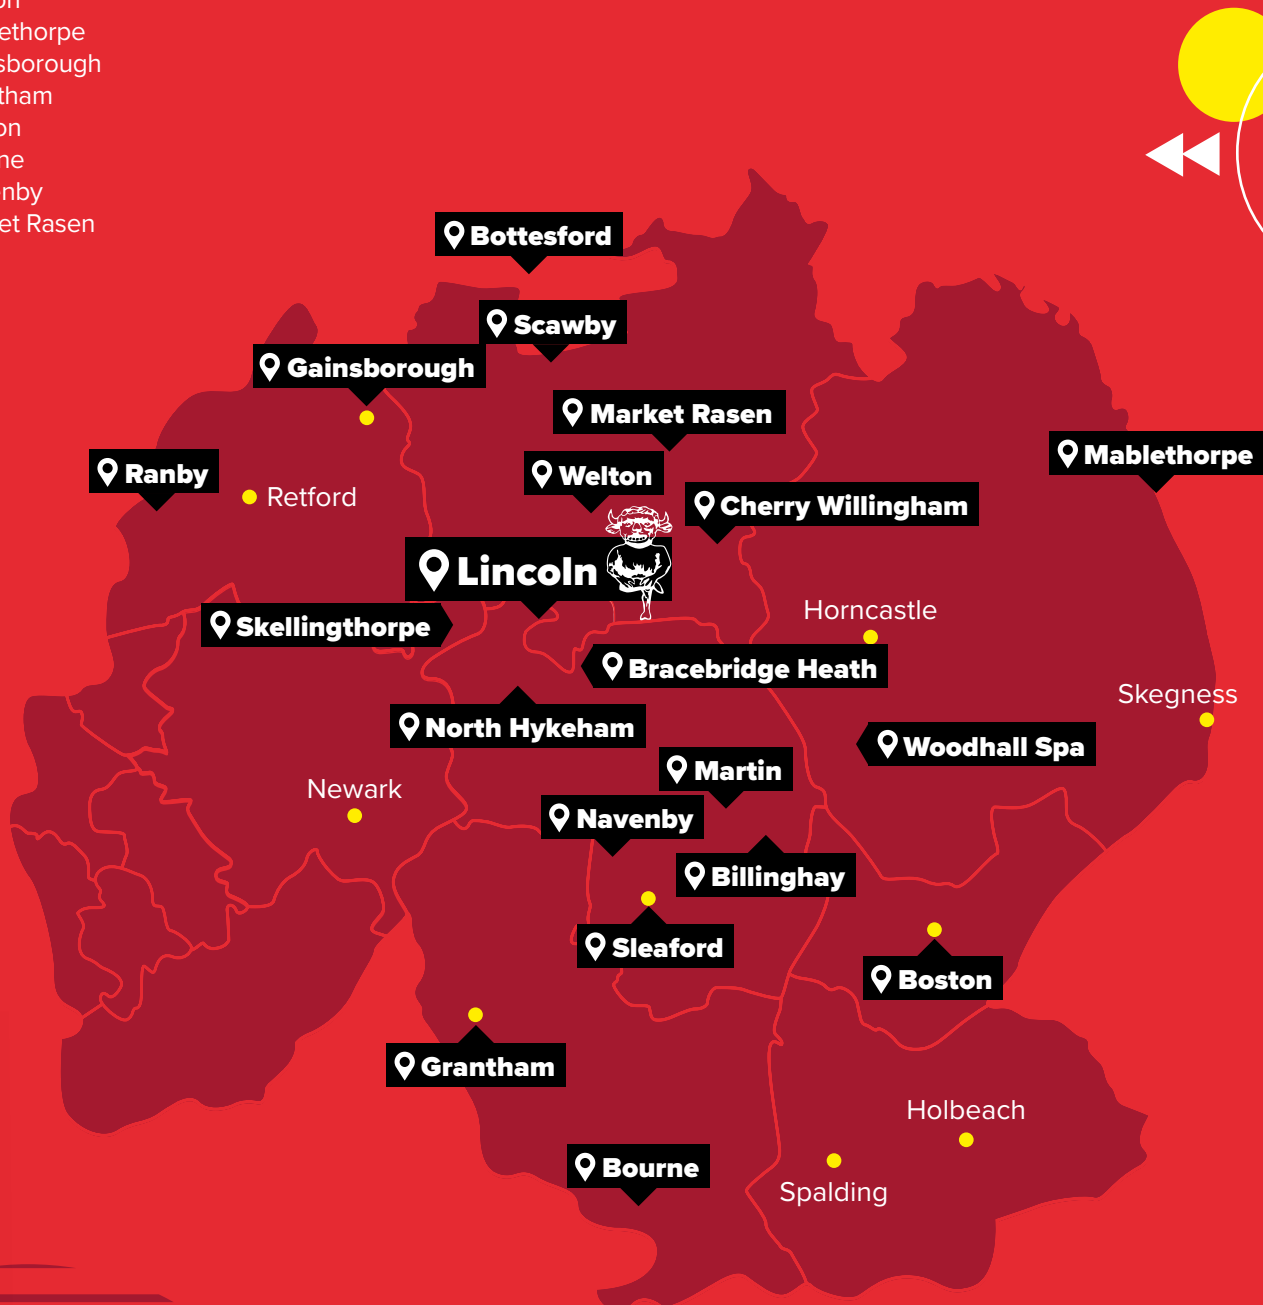 on
ethorpe
sborough
tham
on
ne
nby
et Rasen
Bottesford
Scawby
Gainsborough
Market Rasen
Mablethorpe
Ranby
Welton
Retford
Cherry Willingham
Lincoln
Horncastle
Skellingthorpe
Bracebridge Heath
Skegness
North Hykeham
Woodhall Spa
Martin
Newark
Navenby
Billinghay
Sleaford
Boston
Grantham
Holbeach
Bourne
Spalding